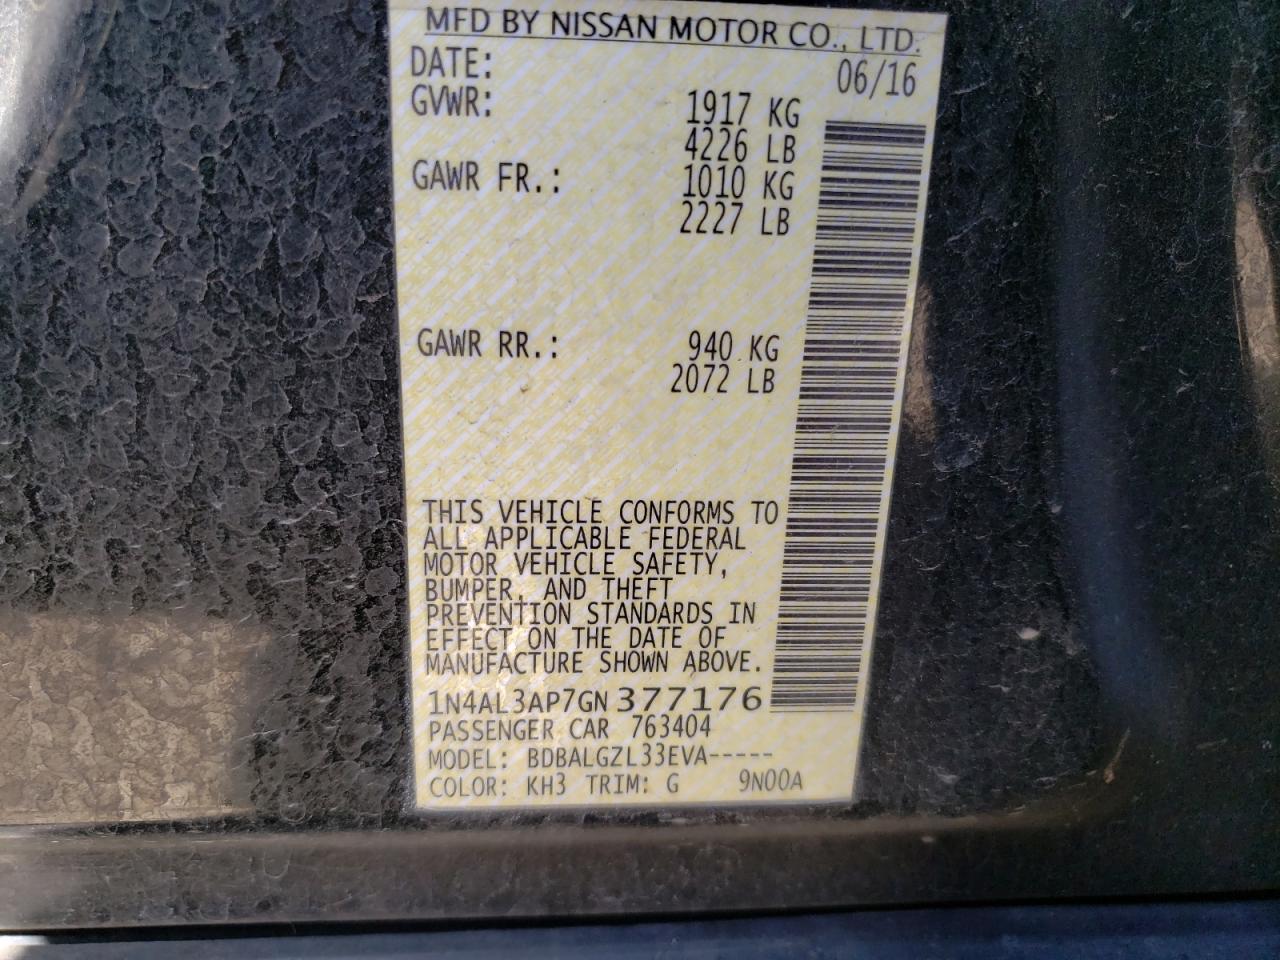 MFD BY NISSAN MOTOR CO., LTD.
DATE: 06/16
GVWR: 1917 KG
4226 LB
GAWR FR.: 1010 KG
2227 LB
GAWR RR.: 940 KG
2072 LB
THIS VEHICLE CONFORMS TO
ALL APPLICABLE FEDERAL
MOTOR VEHICLE SAFETY,
BUMPER, AND THEFT
PREVENTION STANDARDS IN
EFFECT ON THE DATE OF
MANUFACTURE SHOWN ABOVE.
1N4AL3AP7GN377176
PASSENGER CAR 763404
MODEL: BDBALGZL33EVA-----
COLOR: KH3 TRIM: G 9N00A